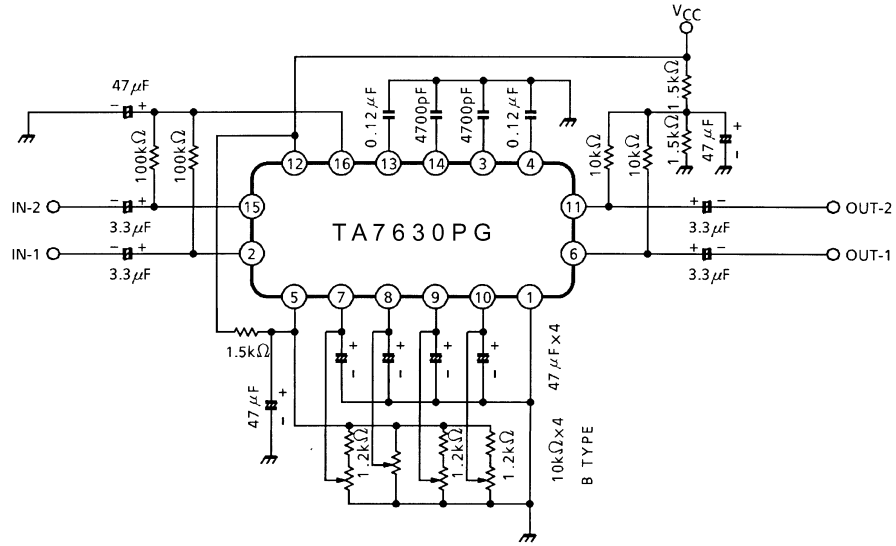 VCC
47μF
0.12μF
4700pF
4700pF
0.12μF
1.5kΩ
1.5kΩ
47μF
100kΩ
100kΩ
10kΩ
10kΩ
12
16
13
14
3
4
IN-2
3.3μF
15
TA7630PG
11
3.3μF
OUT-2
IN-1
3.3μF
2
6
3.3μF
OUT-1
5
7
8
9
10
1
1.5kΩ
+
-
+
-
+
-
+
-
47μF×4
47μF
+
-
1.2kΩ
1.2kΩ
1.2kΩ
10kΩ×4
B TYPE